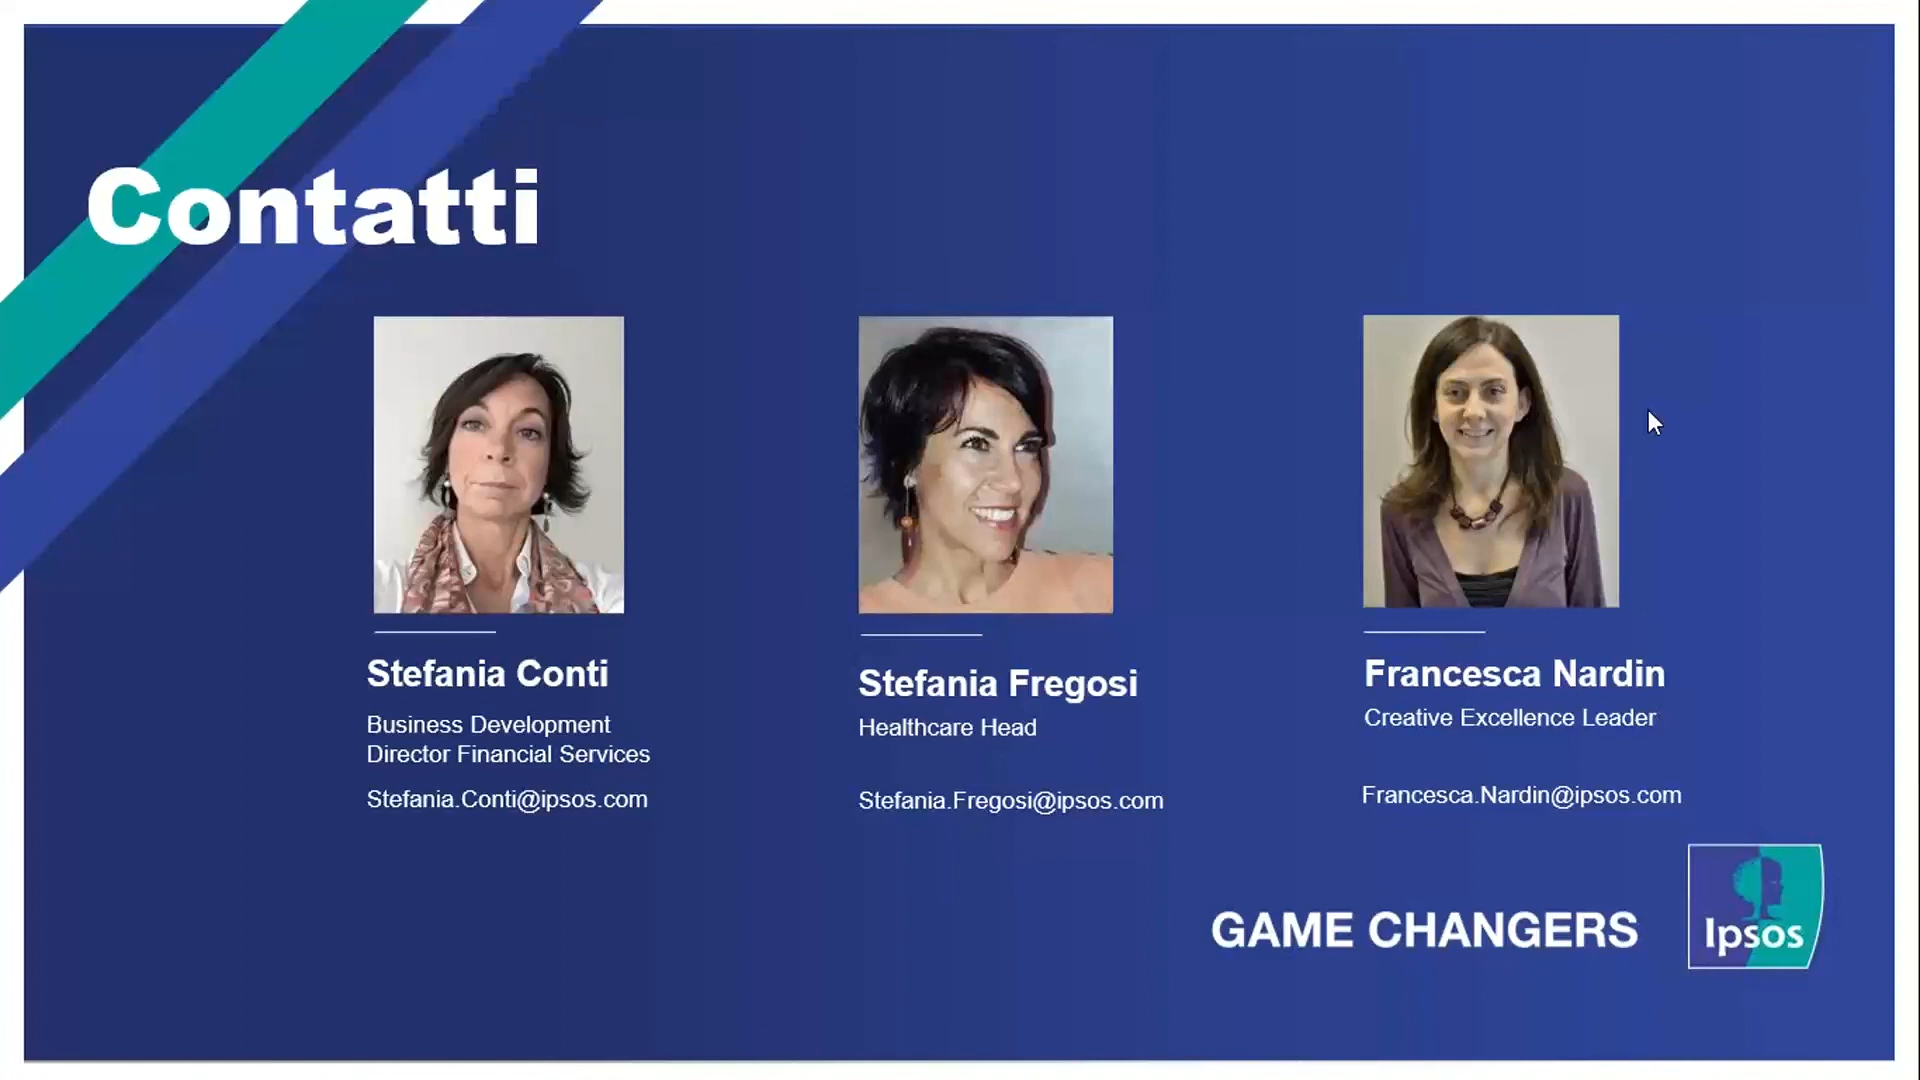 Contatti
Stefania Conti
Business Development
Director Financial Services
Stefania.Conti@ipsos.com
Stefania Fregosi
Healthcare Head
Stefania.Fregosi@ipsos.com
Francesca Nardin
Creative Excellence Leader
Francesca.Nardin@ipsos.com
GAME CHANGERS
Ipsos